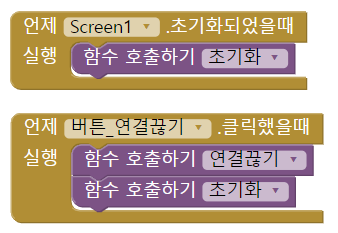 언제 Screen1 .초기화되었을때
실행 함수 호출하기 초기화
언제 버튼_연결끊기 .클릭했을때
실행 함수 호출하기 연결끊기
함수 호출하기 초기화